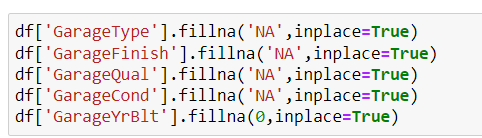 df['GarageType'].fillna('NA',inplace=True)
df['GarageFinish'].fillna('NA',inplace=True)
df['GarageQual'].fillna('NA',inplace=True)
df['GarageCond'].fillna('NA',inplace=True)
df['GarageYrBlt'].fillna(0,inplace=True)